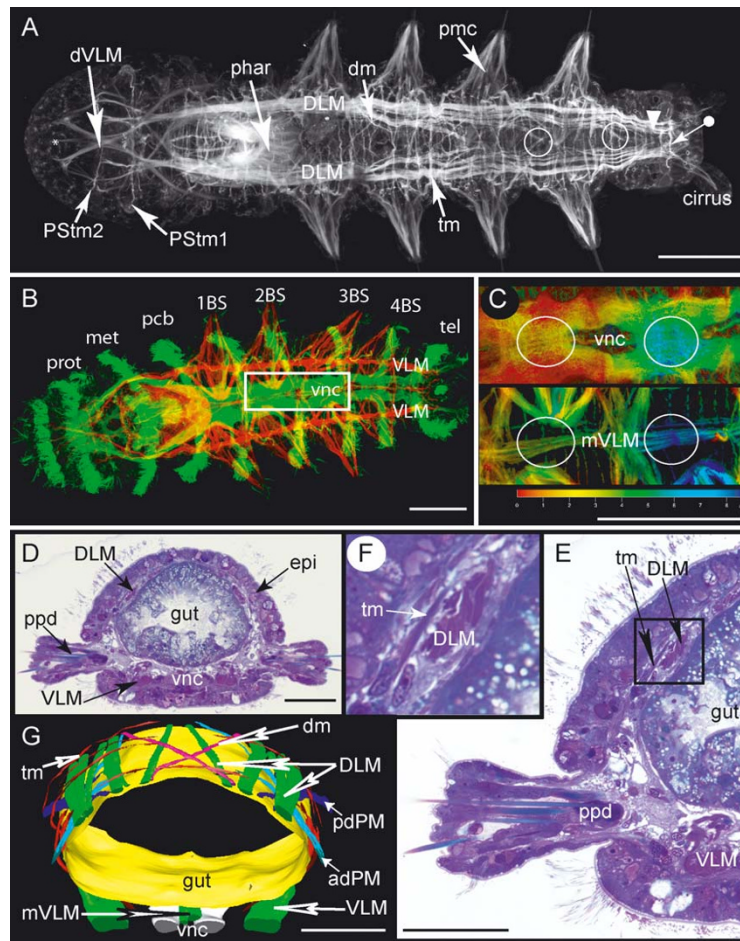 A
dVLM
phar
pmc
dm
DLM
DLM
*
PStm2
PStm1
tm
cirrus
B
prot
met
pcb
1BS
2BS
3BS
4BS
tel
VLM
vnc
VLM
C
vnc
mVLM
0 1 2 3 4 5 6 7 8
D
DLM
epi
ppd
gut
VLM
vnc
F
tm
DLM
E
tm
DLM
gut
ppd
VLM
G
dm
tm
DLM
pdPM
gut
adPM
mVLM
VLM
vnc